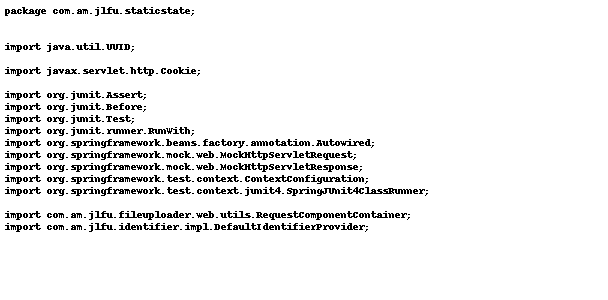 package com.am.jlfu.staticstate;
import java.util.UUID;
import javax.servlet.http.Cookie;
import org.junit.Assert;
import org.junit.Before;
import org.junit.Test;
import org.junit.runner.RunWith;
import org.springframework.beans.factory.annotation.Autowired;
import org.springframework.mock.web.MockHttpServletRequest;
import org.springframework.mock.web.MockHttpServletResponse;
import org.springframework.test.context.ContextConfiguration;
import org.springframework.test.context.junit4.SpringJUnit4ClassRunner;
import com.am.jlfu.fileuploader.web.utils.RequestComponentContainer;
import com.am.jlfu.identifier.impl.DefaultIdentifierProvider;